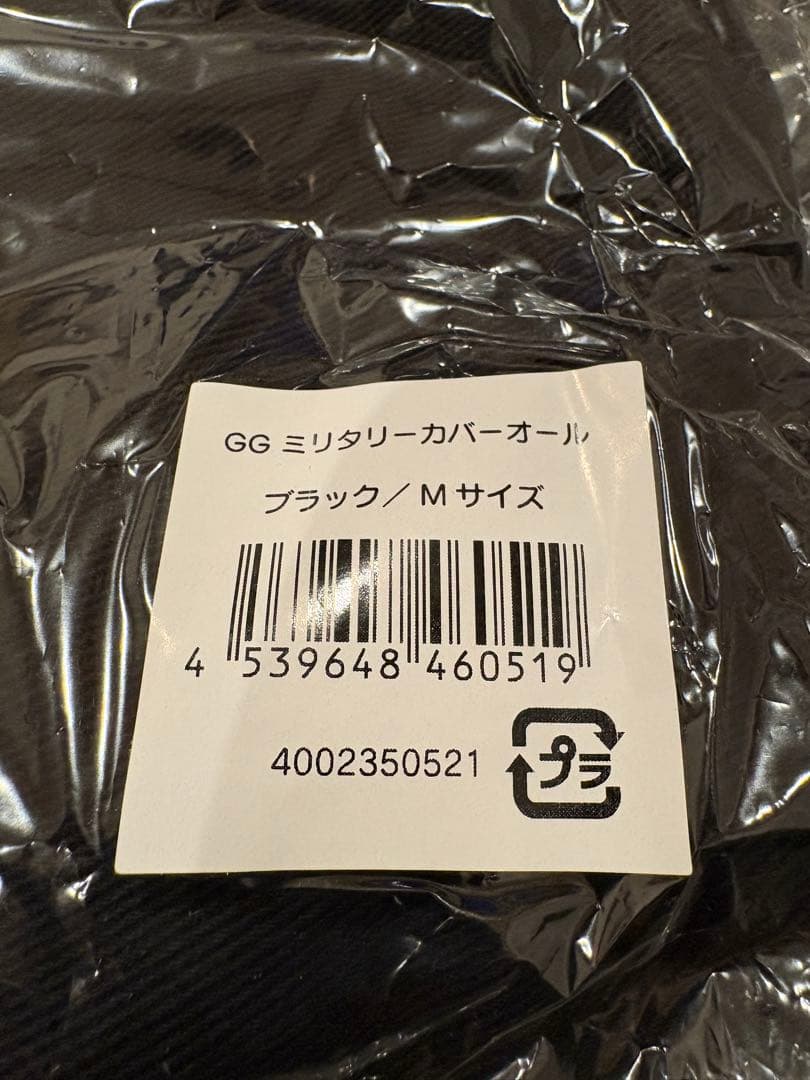 GG ミリタリーカバーオール
ブラック／Mサイズ
4 539648 460519
4002350521
プラ